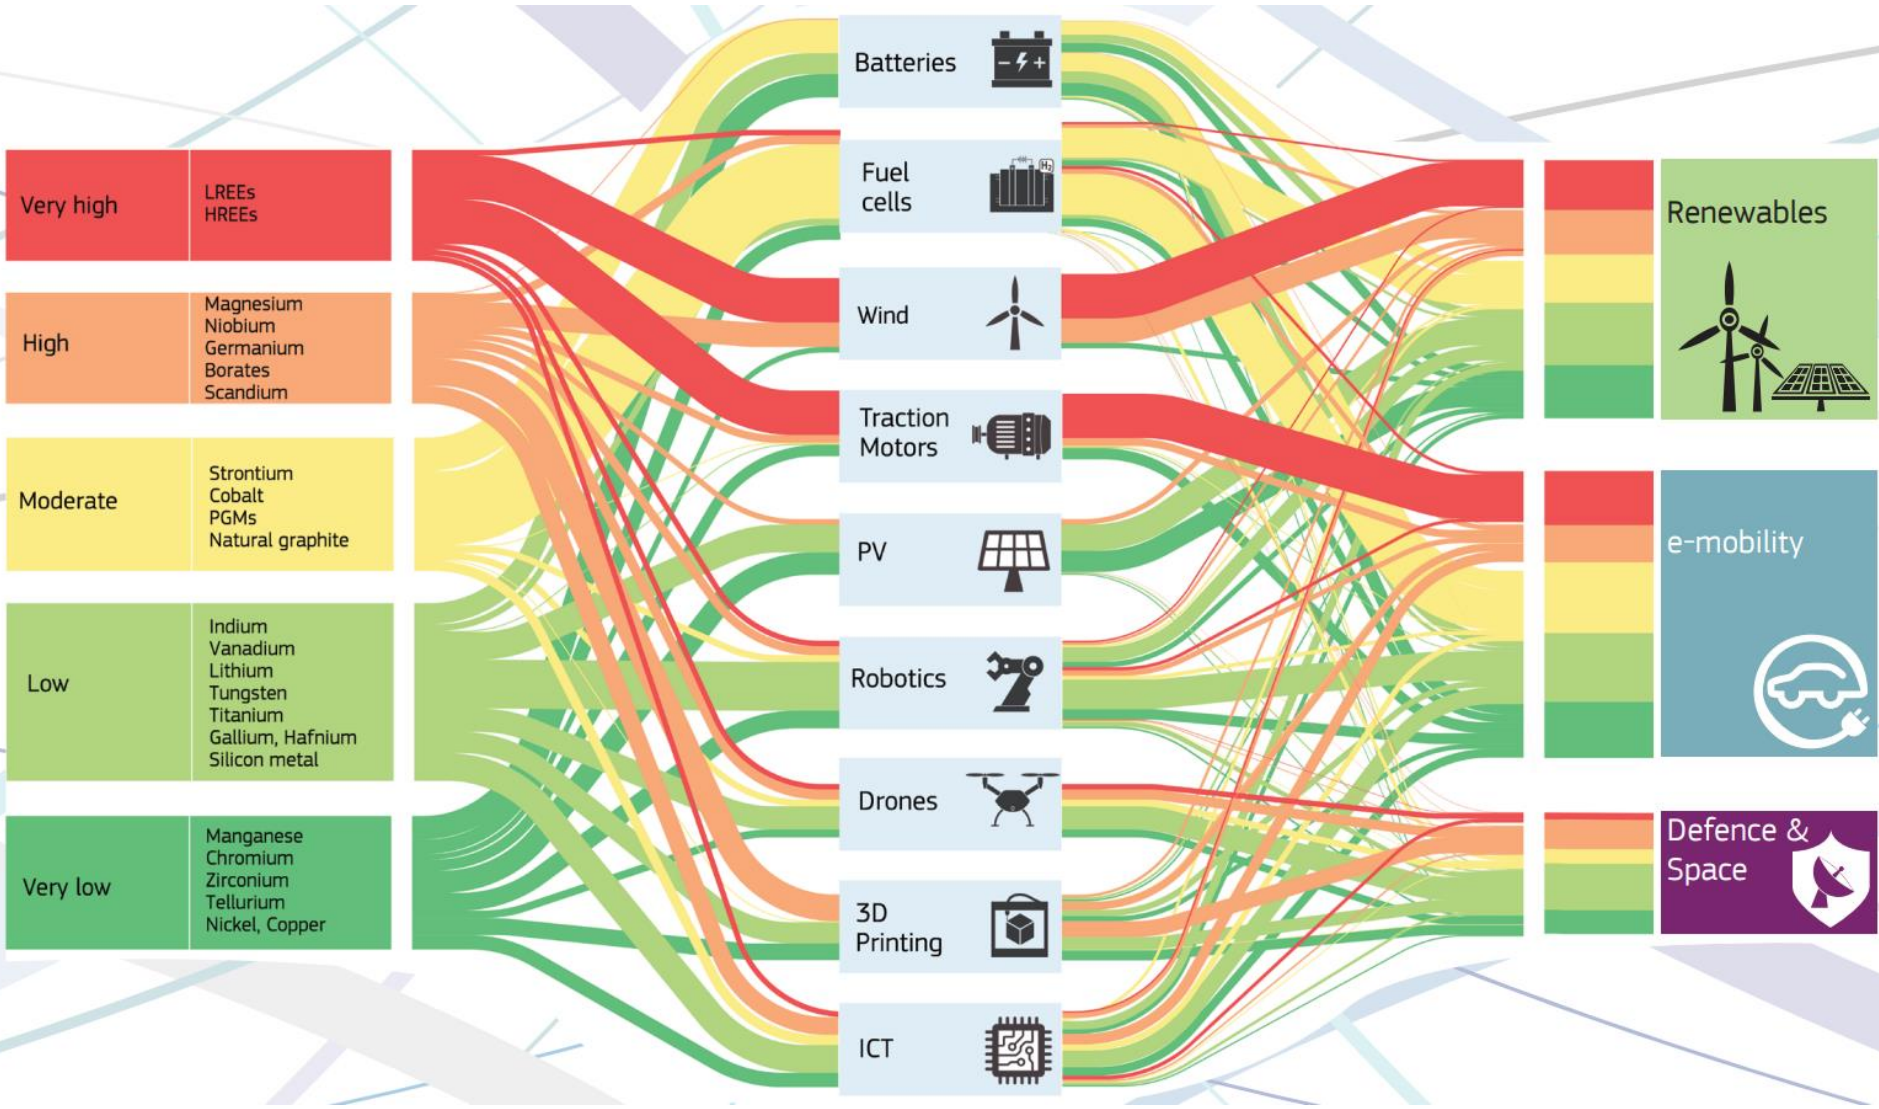 Very high
LREEs
HREEs
High
Magnesium
Niobium
Germanium
Borates
Scandium
Moderate
Strontium
Cobalt
PGMs
Natural graphite
Low
Indium
Vanadium
Lithium
Tungsten
Titanium
Gallium, Hafnium
Silicon metal
Very low
Manganese
Chromium
Zirconium
Tellurium
Nickel, Copper
Batteries
Fuel
cells
H₂
Wind
Traction
Motors
PV
Robotics
Drones
3D
Printing
ICT
Renewables
e-mobility
Defence &
Space